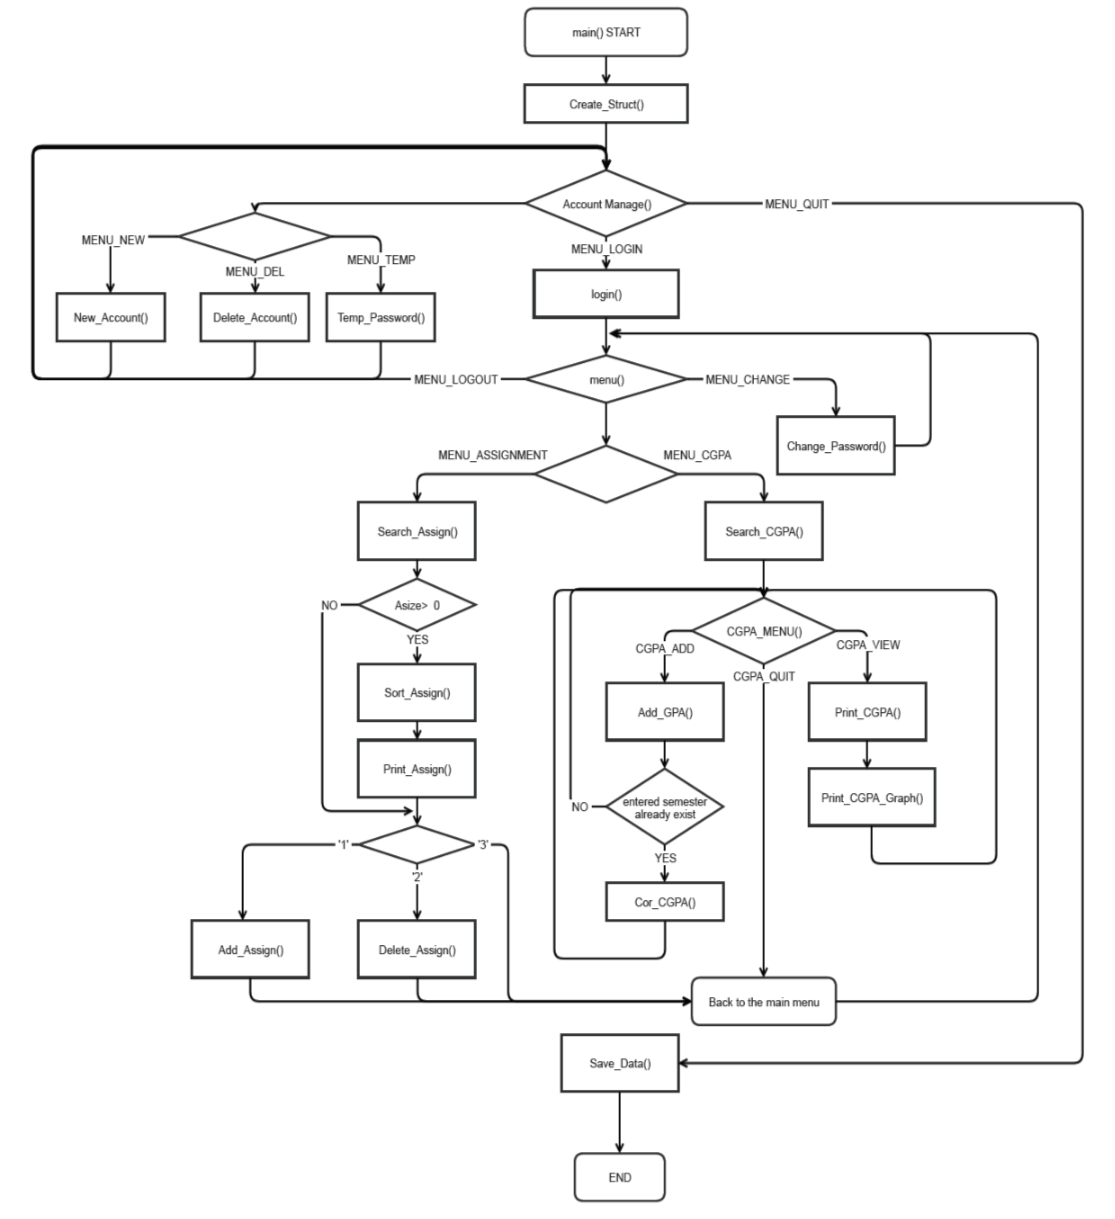 main() START
Create_Struct()
Account Manage()
MENU_QUIT
MENU_NEW
MENU_DEL
MENU_TEMP
MENU_LOGIN
New_Account()
Delete_Account()
Temp_Password()
login()
MENU_LOGOUT
menu()
MENU_CHANGE
Change_Password()
MENU_ASSIGNMENT
MENU_CGPA
Search_Assign()
Search_CGPA()
NO
Asize> 0
YES
CGPA_MENU()
CGPA_ADD
CGPA_VIEW
CGPA_QUIT
Sort_Assign()
Add_GPA()
Print_CGPA()
Print_Assign()
Print_CGPA_Graph()
NO
entered semester
already exist
YES
'1'
'2'
'3'
Cor_CGPA()
Add_Assign()
Delete_Assign()
Back to the main menu
Save_Data()
END